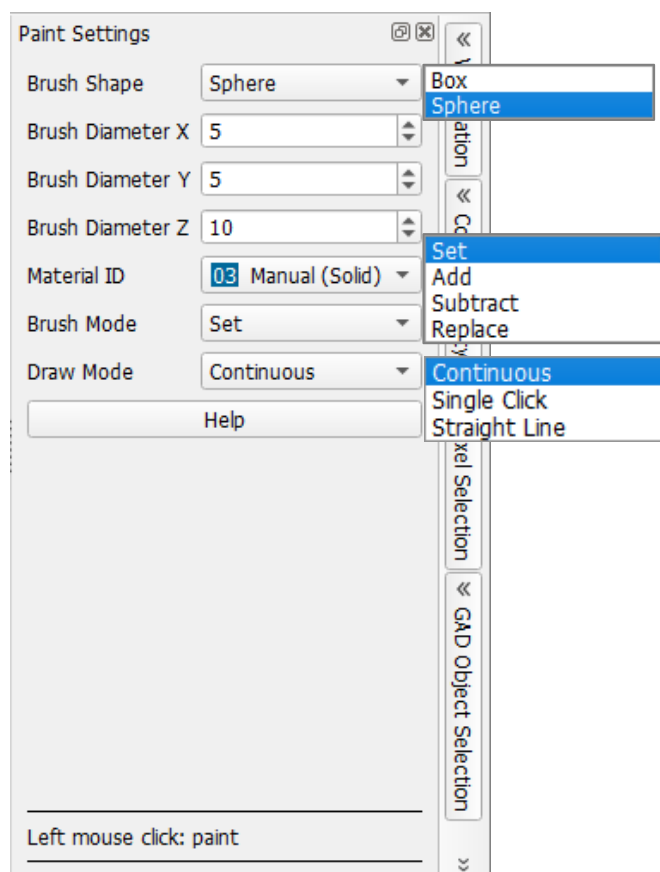 Paint Settings
Brush Shape Sphere
Box
Sphere
Brush Diameter X 5
Brush Diameter Y 5
Brush Diameter Z 10
Material ID 03 Manual (Solid)
Set
Add
Subtract
Replace
Brush Mode Set
Draw Mode Continuous
Continuous
Single Click
Straight Line
Help
Selection
GAD Object Selection
Left mouse click: paint